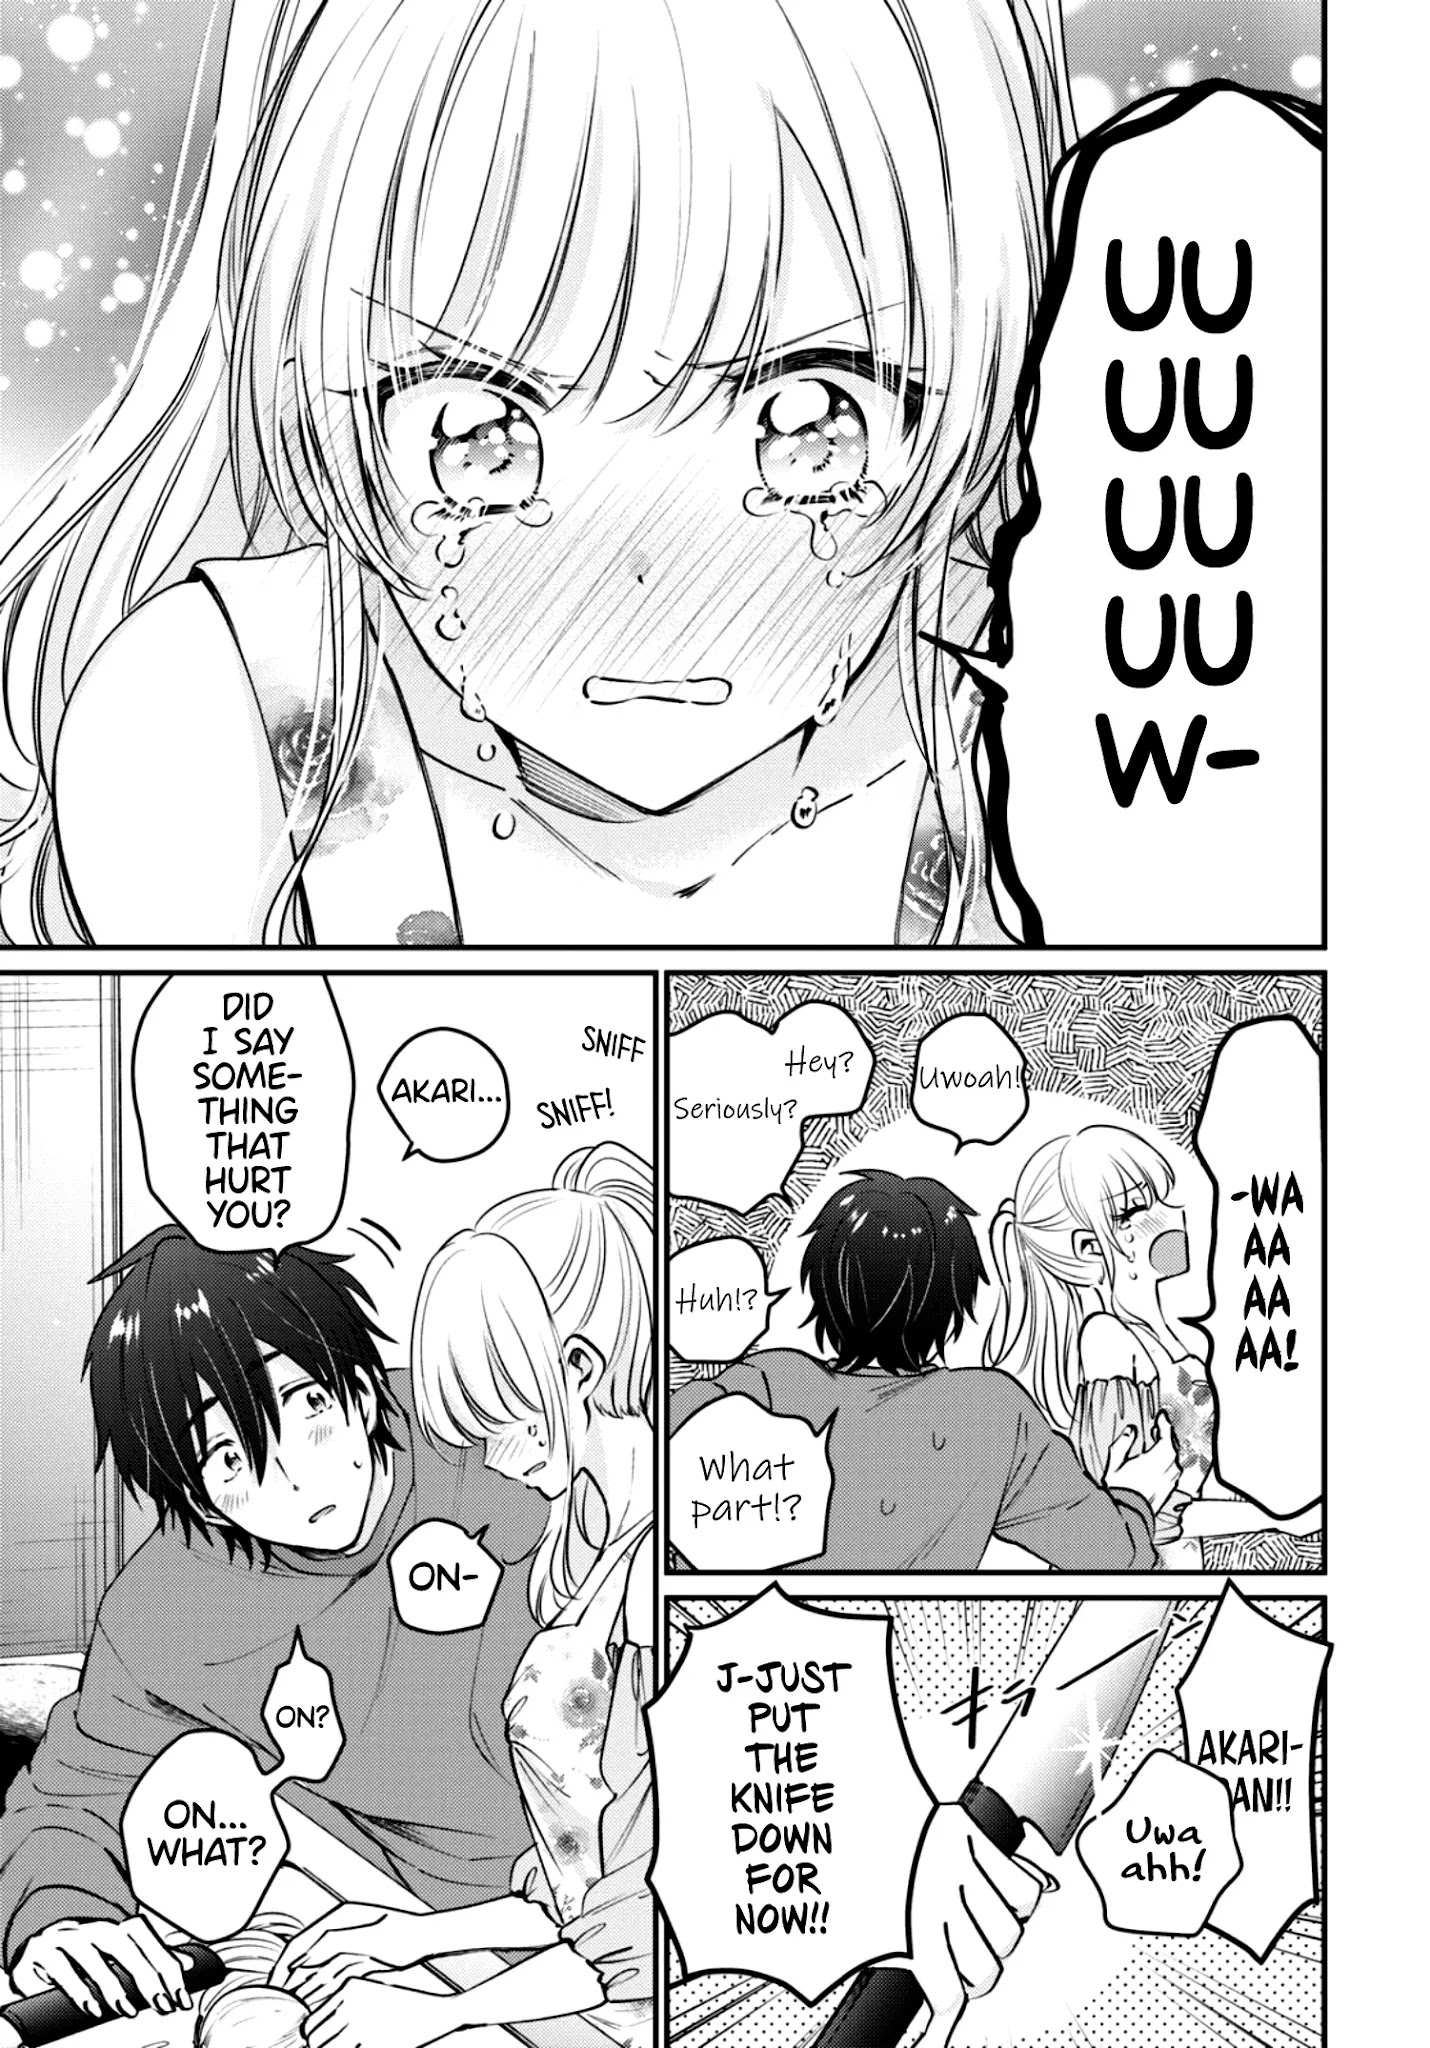 UU
UU
UU
UU
W-
-WA
AA
AA
AA!
Uwoah!
Hey?
Seriously?
Huh!?
What
part!?
AKARI-
AN!!
Uwa
ahh!
J-JUST
PUT
THE
KNIFE
DOWN
FOR
NOW!!
SNIFF
SNIFF!
AKARI...
DID
I SAY
SOME-
THING
THAT
HURT
YOU?
ON-
ON?
ON...
WHAT?